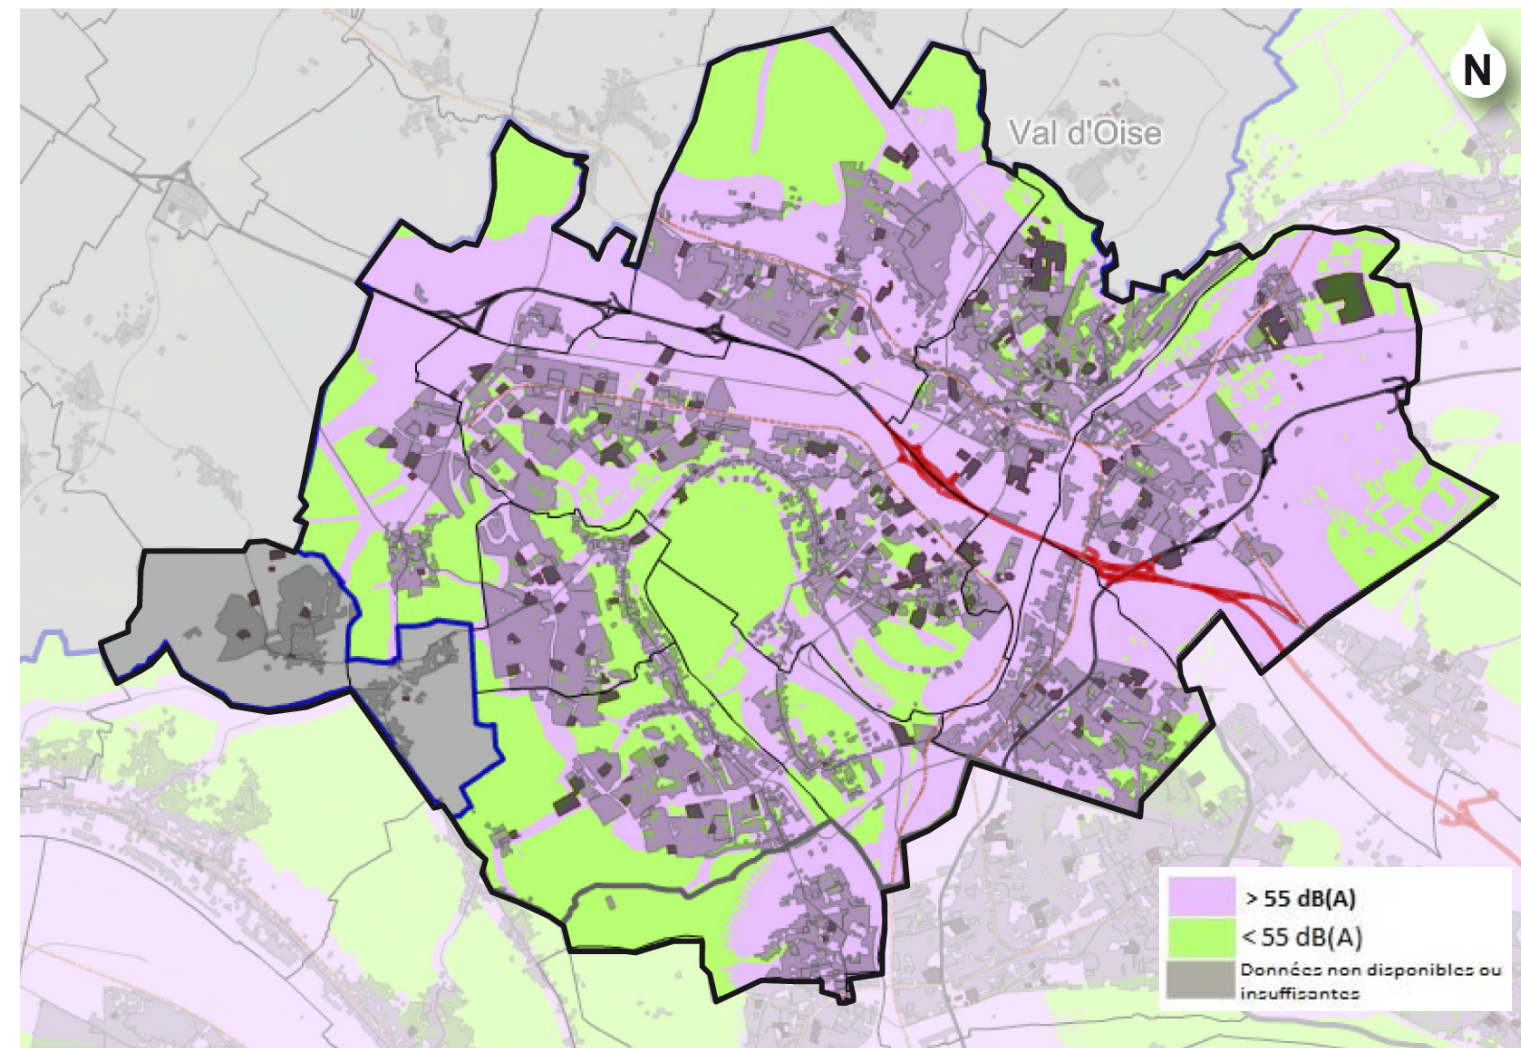 N
Val d'Oise
> 55 dB(A)
< 55 dB(A)
Données non disponibles ou
insuffisantes